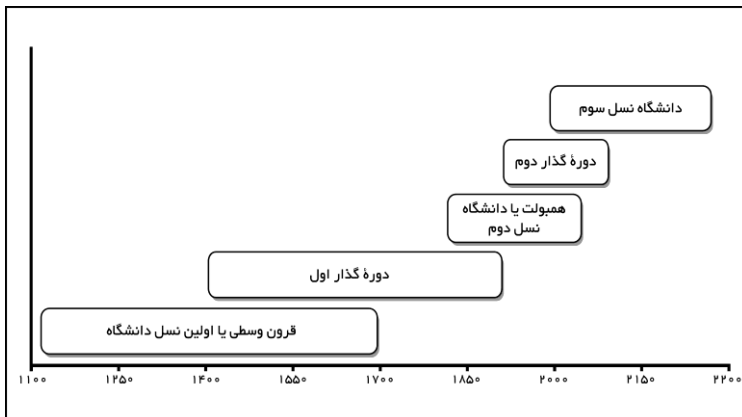 دانشگاه نسل سوم
دورهٔ گذار دوم
همبولت یا دانشگاه
نسل دوم
دورهٔ گذار اول
قرون وسطی یا اولین نسل دانشگاه
۱۱۰۰ ۱۲۵۰ ۱۴۰۰ ۱۵۵۰ ۱۷۰۰ ۱۸۵۰ ۲۰۰۰ ۲۱۵۰ ۲۲۰۰